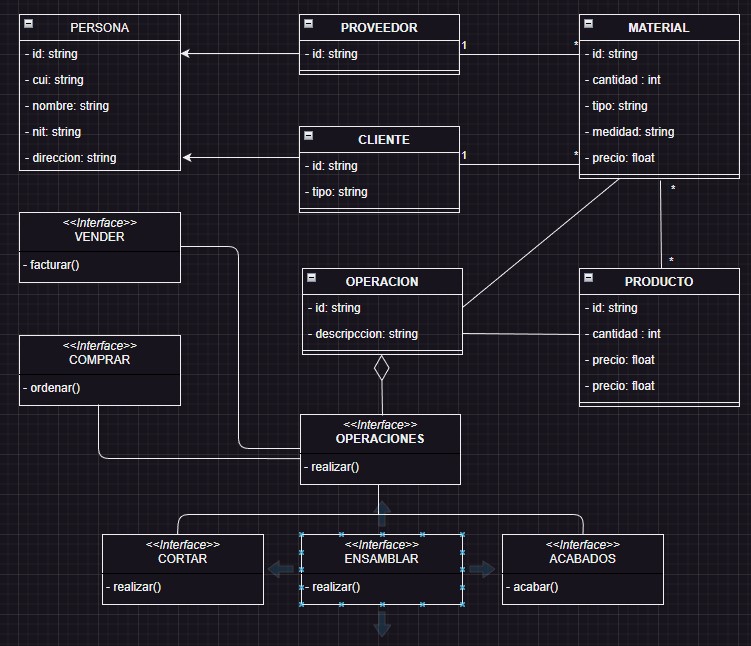 PERSONA
- id: string
- cui: string
- nombre: string
- nit: string
- direccion: string
PROVEEDOR
- id: string
1
*
MATERIAL
- id: string
- cantidad : int
- tipo: string
- medidad: string
- precio: float
CLIENTE
- id: string
- tipo: string
1
*
*
*
<<Interface>>
VENDER
- facturar()
OPERACION
- id: string
- descripccion: string
PRODUCTO
- id: string
- cantidad : int
- precio: float
- precio: float
<<Interface>>
COMPRAR
- ordenar()
<<Interface>>
OPERACIONES
- realizar()
<<Interface>>
CORTAR
- realizar()
<<Interface>>
ENSAMBLAR
- realizar()
<<Interface>>
ACABADOS
- acabar()